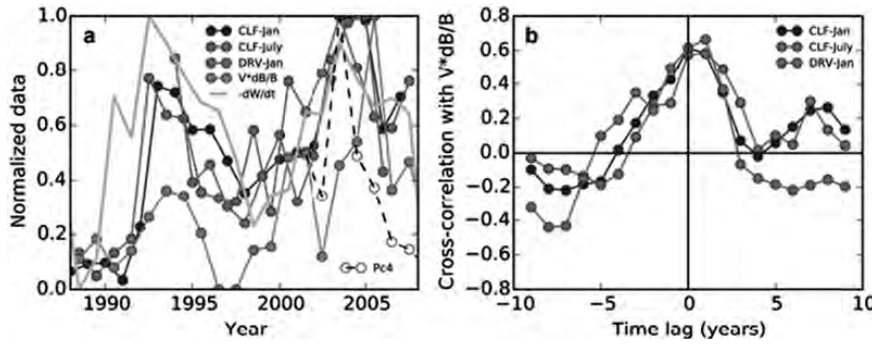 a
CLF-Jan
CLF-July
DRV-Jan
V*dB/B
-dW/dt
Pc4
Normalized data
1.0
0.8
0.6
0.4
0.2
0.0
1990 1995 2000 2005
Year
b
CLF-Jan
CLF-July
DRV-Jan
Cross-correlation with V*dB/B
0.8
0.6
0.4
0.2
0.0
−0.2
−0.4
−0.6
−0.8
−10 −5 0 5 10
Time lag (years)